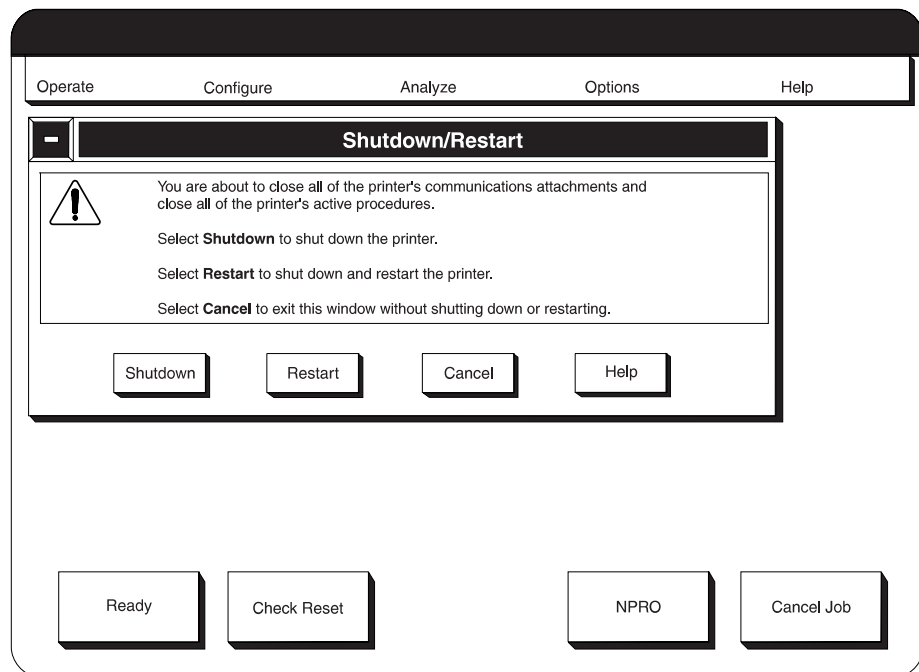 Operate Configure Analyze Options Help
Shutdown/Restart
You are about to close all of the printer's communications attachments and
close all of the printer's active procedures.
Select Shutdown to shut down the printer.
Select Restart to shut down and restart the printer.
Select Cancel to exit this window without shutting down or restarting.
Shutdown Restart Cancel Help
Ready Check Reset NPRO Cancel Job